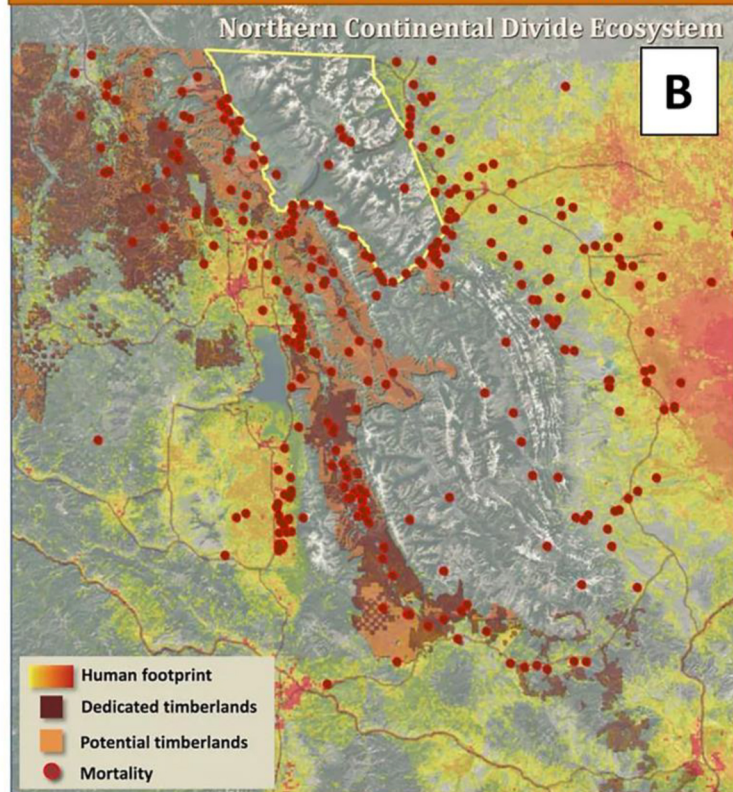 Northern Continental Divide Ecosystem
B
Human footprint
Dedicated timberlands
Potential timberlands
Mortality